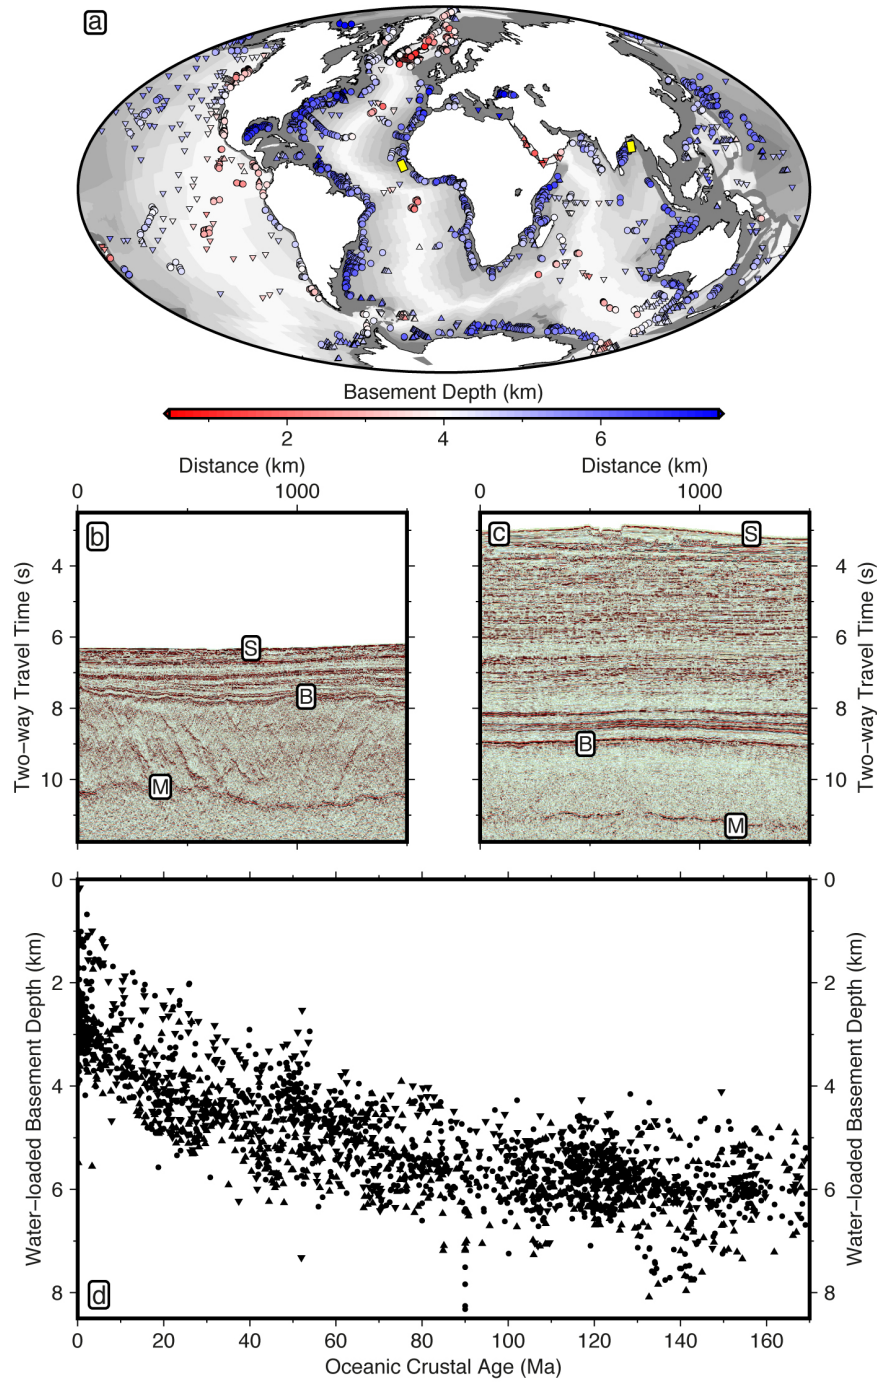 a
Basement Depth (km)
2 4 6
Distance (km) Distance (km)
0 1000 0 1000
b S B M
c S B M
Two−way Travel Time (s)
4
6
8
10
Two−way Travel Time (s)
4
6
8
10
Water−loaded Basement Depth (km)
0
2
4
6
8
d
Water−loaded Basement Depth (km)
0
2
4
6
8
0 20 40 60 80 100 120 140 160
Oceanic Crustal Age (Ma)